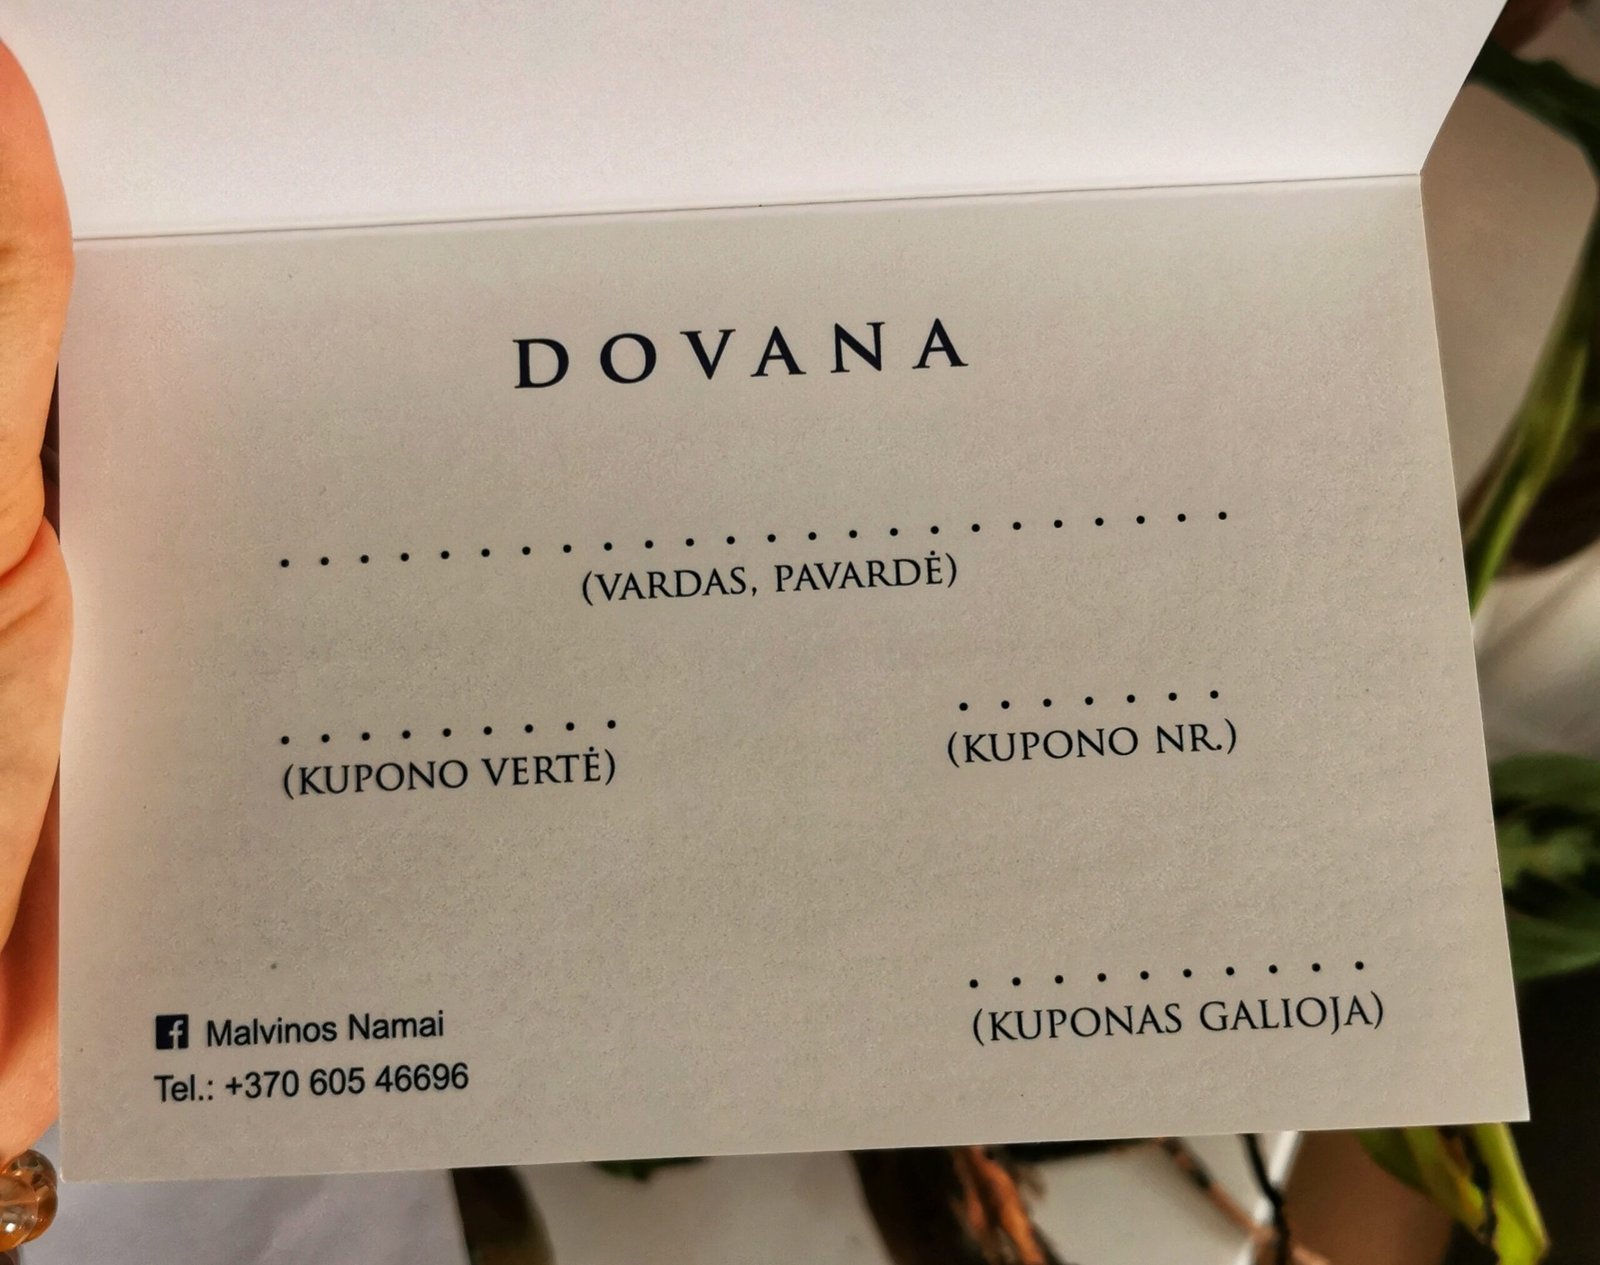 DOVANA
(VARDAS, PAVARDĖ)
(KUPONO VERTĖ)
(KUPONO NR.)
(KUPONAS GALIOJA)
Malvinos Namai
Tel.: +370 605 46696